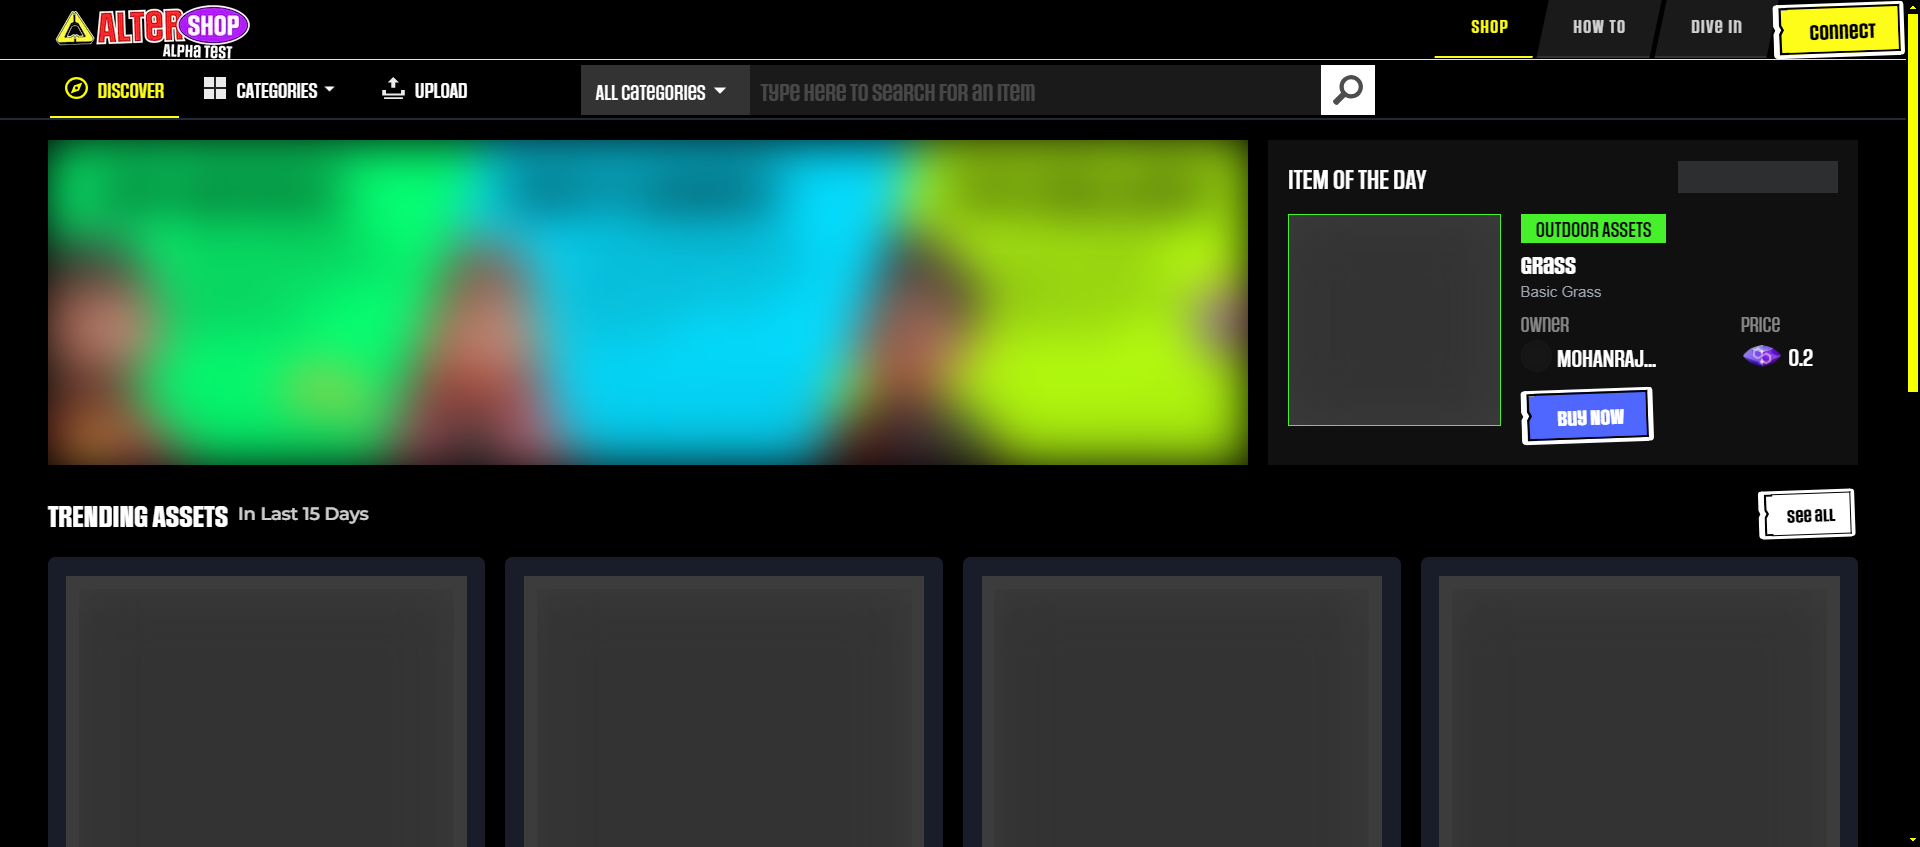 ALTER SHOP
ALPHA TEST
SHOP
HOW TO
DIVE IN
CONNECT
DISCOVER
CATEGORIES
UPLOAD
ALL CATEGORIES
TYPE HERE TO SEARCH FOR AN ITEM
ITEM OF THE DAY
OUTDOOR ASSETS
GRASS
Basic Grass
OWNER
PRICE
MOHANRAJ...
0.2
BUY NOW
TRENDING ASSETS In Last 15 Days
SEE ALL